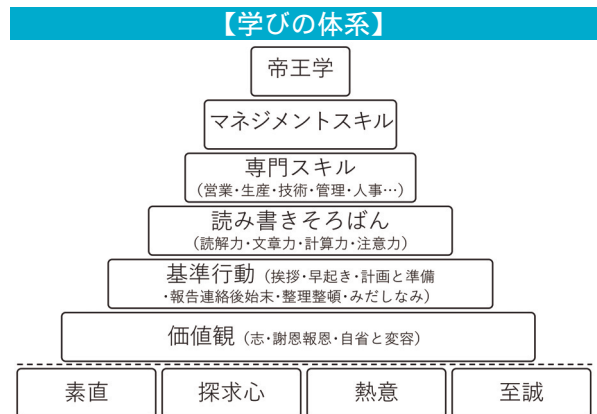 【学びの体系】
帝王学
マネジメントスキル
専門スキル
(営業・生産・技術・管理・人事…)
読み書きそろばん
(読解力・文章力・計算力・注意力)
基準行動(挨拶・早起き・計画と準備
・報告連絡後始末・整理整頓・みだしなみ)
価値観(志・謝恩報恩・自省と変容)
素直 探求心 熱意 至誠